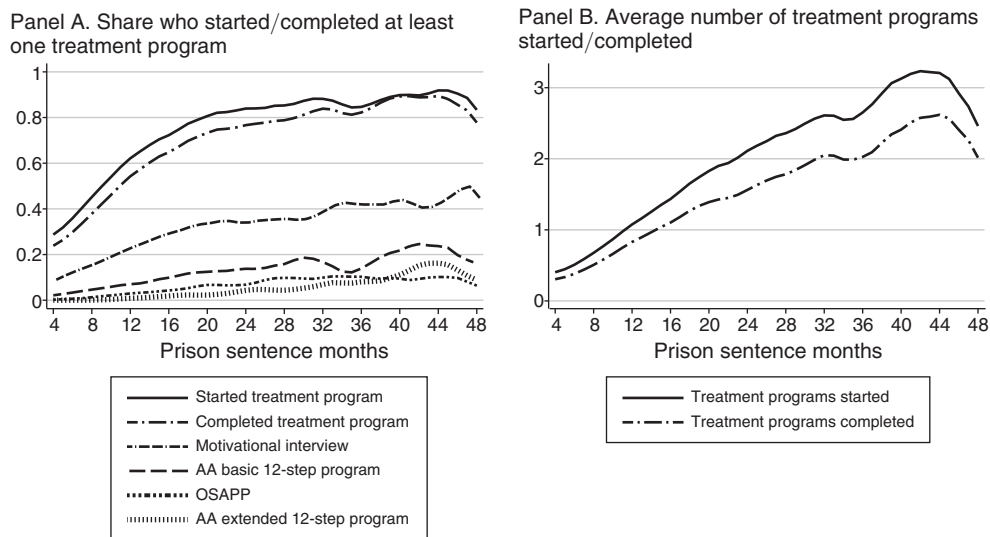 Panel A. Share who started/completed at least
one treatment program
1
0.8
0.6
0.4
0.2
0
4 8 12 16 20 24 28 32 36 40 44 48
Prison sentence months
Started treatment program
Completed treatment program
Motivational interview
AA basic 12-step program
OSAPP
AA extended 12-step program
Panel B. Average number of treatment programs
started/completed
3
2
1
0
4 8 12 16 20 24 28 32 36 40 44 48
Prison sentence months
Treatment programs started
Treatment programs completed